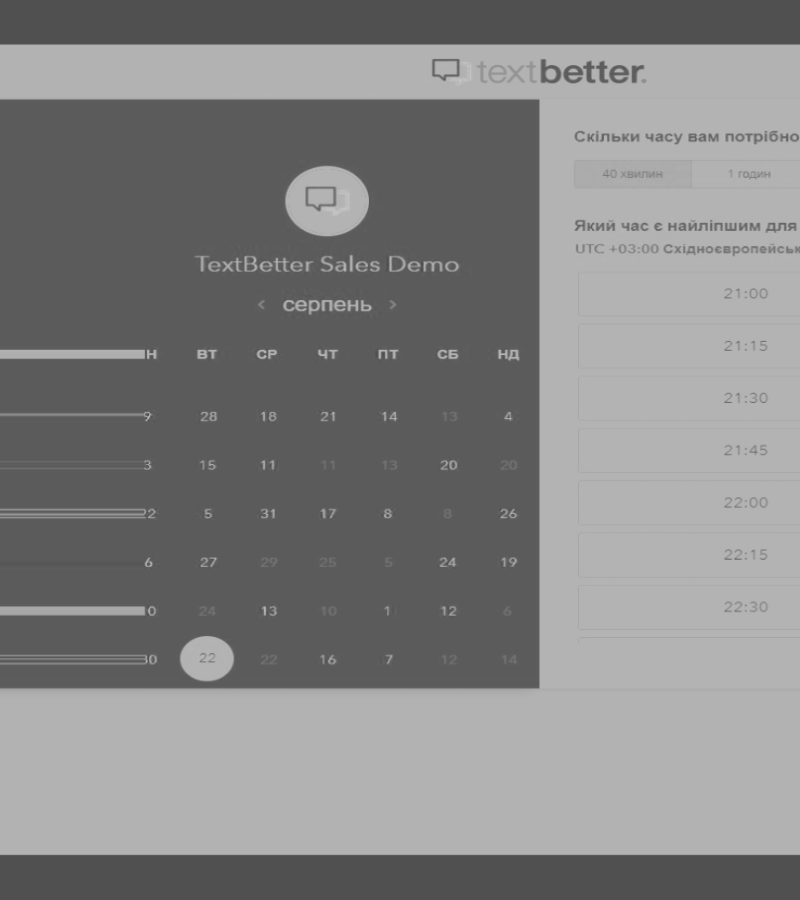 textbetter.
TextBetter Sales Demo
< серпень >
Н ВТ СР ЧТ ПТ СБ НД
9 28 18 21 14 13 4
3 15 11 11 13 20 20
22 5 31 17 8 8 26
6 27 29 25 5 24 19
0 24 13 10 1 12 6
30 22 22 16 7 12 14
Скільки часу вам потрібно
40 хвилин 1 годин
Який час є найліпшим для
UTC +03:00 Східноєвропейськ
21:00
21:15
21:30
21:45
22:00
22:15
22:30